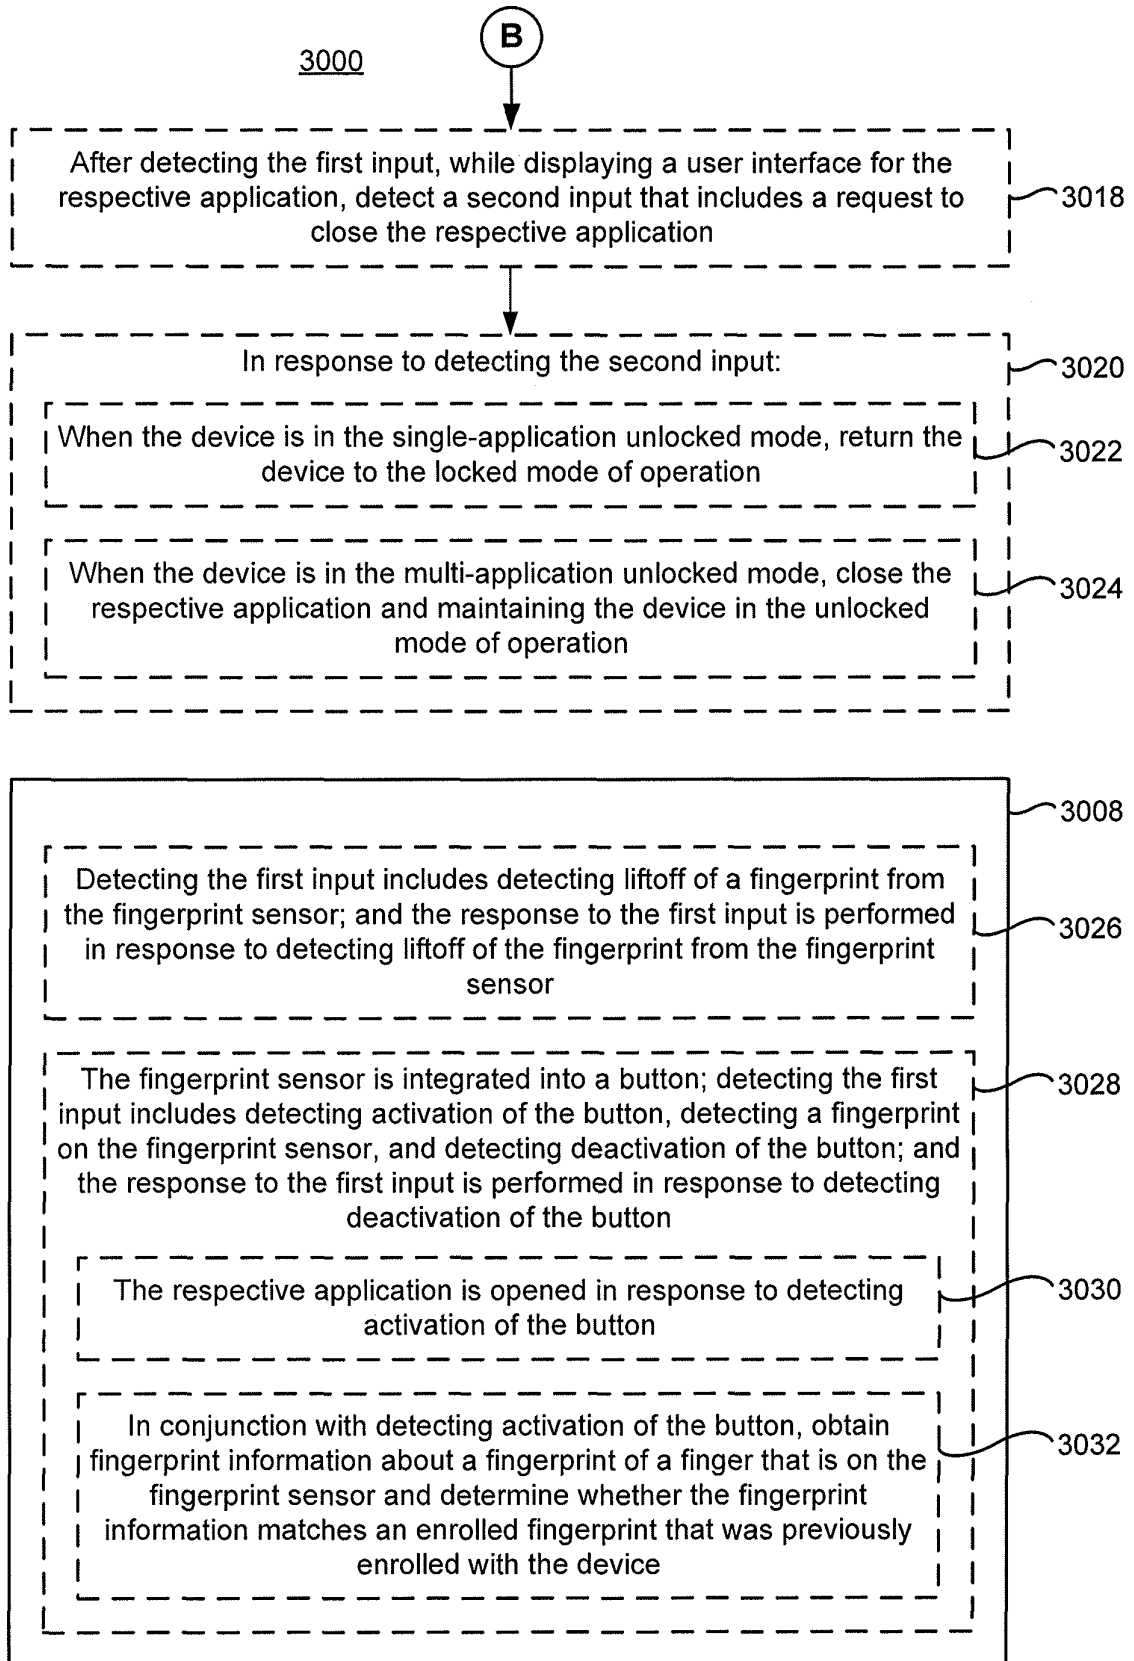 B
3000
After detecting the first input, while displaying a user interface for the
respective application, detect a second input that includes a request to
close the respective application
3018
In response to detecting the second input:
3020
When the device is in the single-application unlocked mode, return the
device to the locked mode of operation
3022
When the device is in the multi-application unlocked mode, close the
respective application and maintaining the device in the unlocked
mode of operation
3024
3008
Detecting the first input includes detecting liftoff of a fingerprint from
the fingerprint sensor; and the response to the first input is performed
in response to detecting liftoff of the fingerprint from the fingerprint
sensor
3026
The fingerprint sensor is integrated into a button; detecting the first
input includes detecting activation of the button, detecting a fingerprint
on the fingerprint sensor, and detecting deactivation of the button; and
the response to the first input is performed in response to detecting
deactivation of the button
3028
The respective application is opened in response to detecting
activation of the button
3030
In conjunction with detecting activation of the button, obtain
fingerprint information about a fingerprint of a finger that is on the
fingerprint sensor and determine whether the fingerprint
information matches an enrolled fingerprint that was previously
enrolled with the device
3032